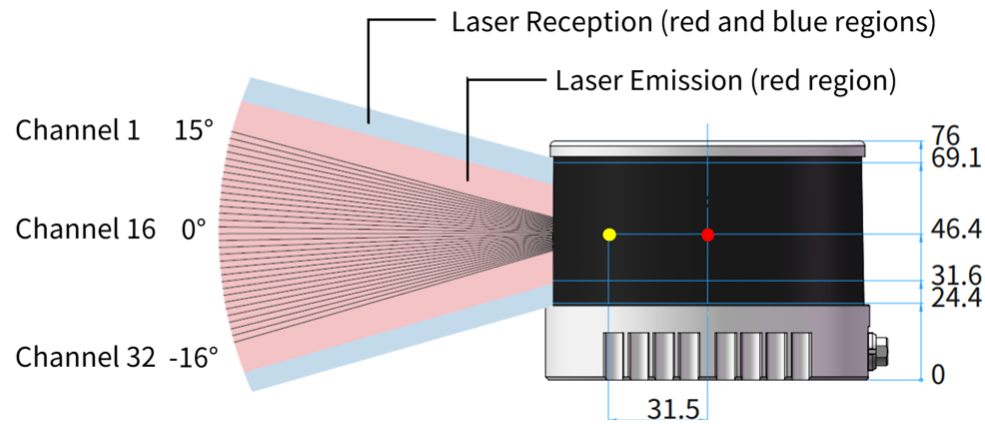 Laser Reception (red and blue regions)
Laser Emission (red region)
Channel 1 15°
Channel 16 0°
Channel 32 -16°
76
69.1
46.4
31.6
24.4
0
31.5